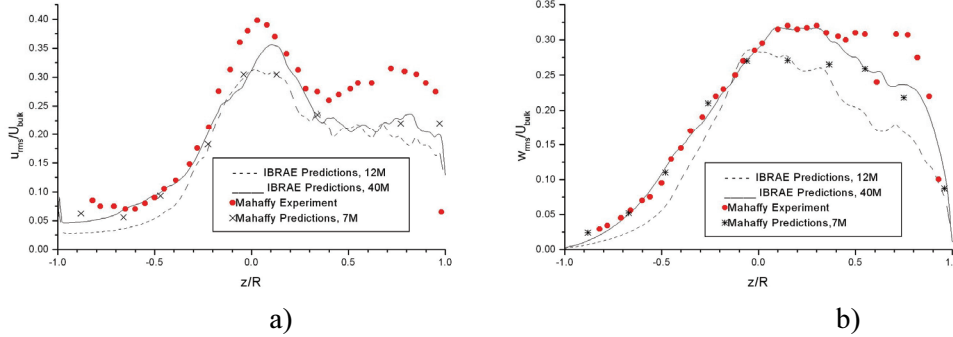 0.40
0.35
0.30
0.25
0.20
0.15
0.10
0.05
0.00
u_rms/U_bulk
IBRAE Predictions, 12M
IBRAE Predictions, 40M
Mahaffy Experiment
Mahaffy Predictions, 7M
-1.0 -0.5 0.0 0.5 1.0
z/R
a)
0.35
0.30
0.25
0.20
0.15
0.10
0.05
0.00
w_rms/U_bulk
IBRAE Predictions, 12M
IBRAE Predictions, 40M
Mahaffy Experiment
Mahaffy Predictions,7M
-1.0 -0.5 0.0 0.5 1.0
z/R
b)